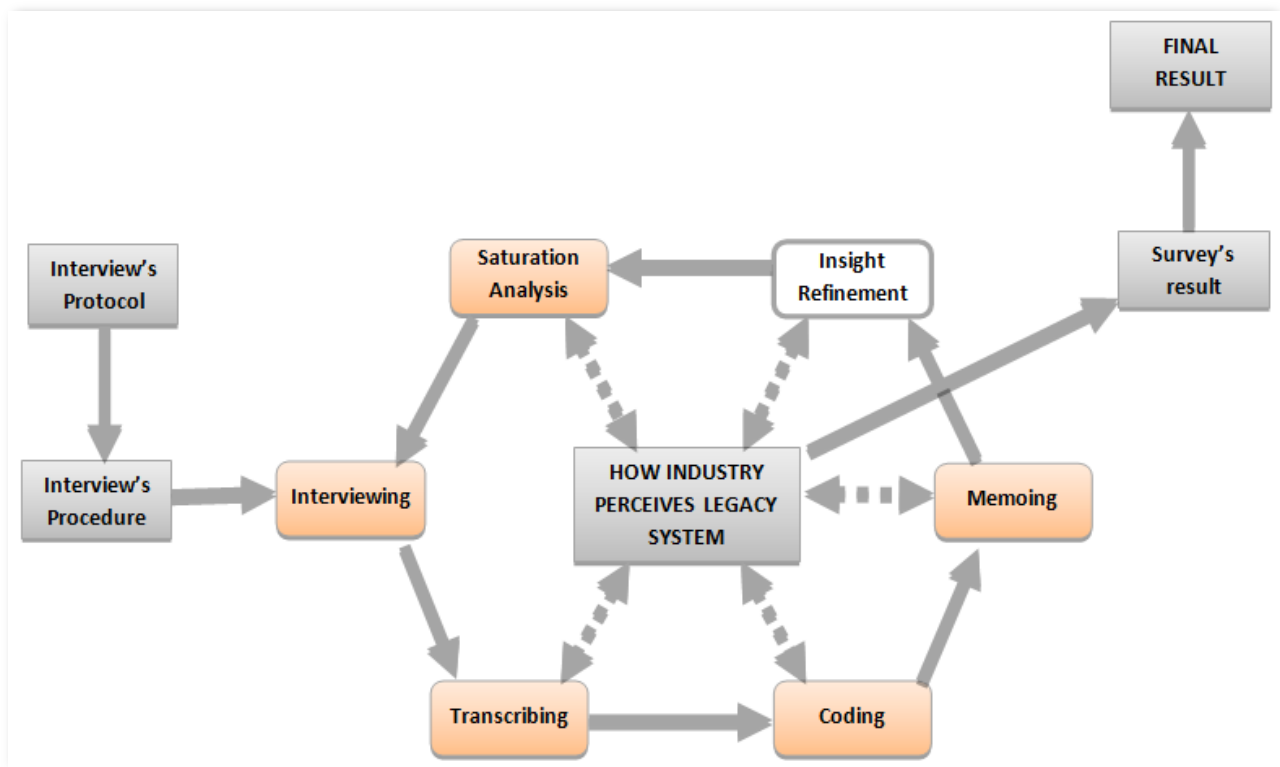 FINAL
RESULT
Interview’s
Protocol
Saturation
Analysis
Insight
Refinement
Survey’s
result
Interview’s
Procedure
Interviewing
HOW INDUSTRY
PERCEIVES LEGACY
SYSTEM
Memoing
Transcribing
Coding